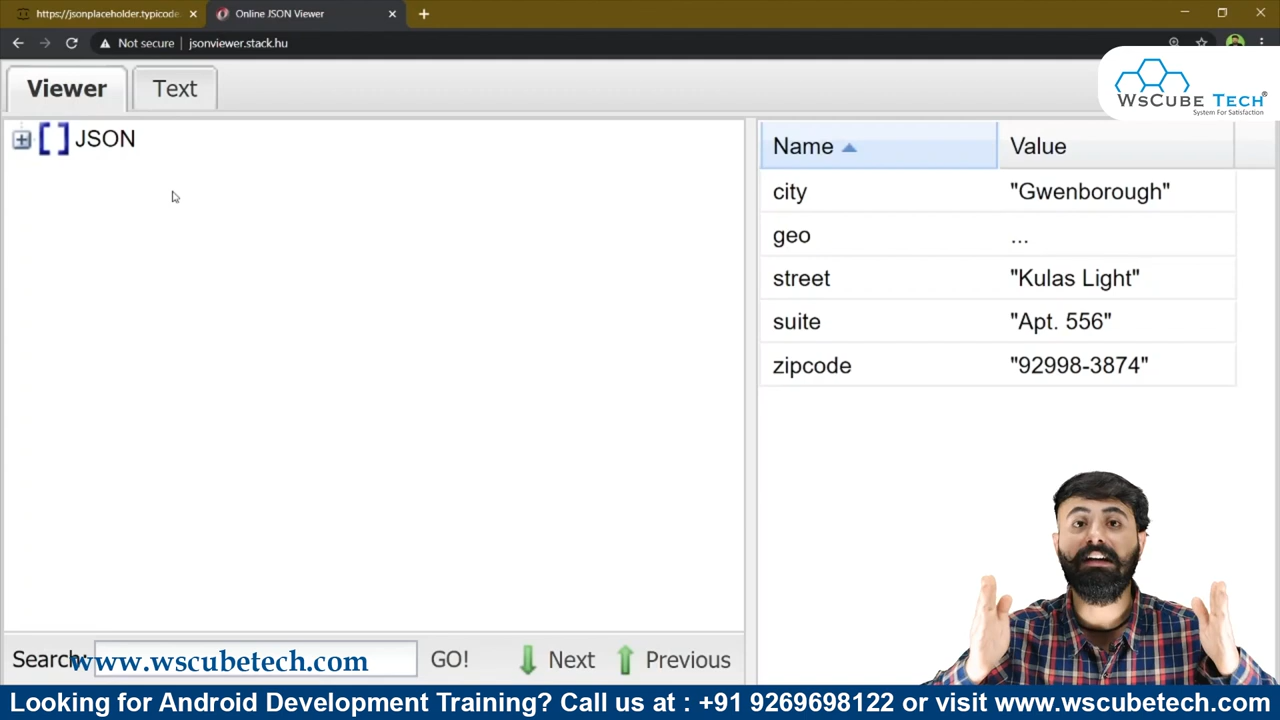 https://jsonplaceholder.typicode
Online JSON Viewer
Not secure | jsonviewer.stack.hu
Viewer
Text
WsCube Tech®
System For Satisfaction
[ ] JSON
Name
Value
city
"Gwenborough"
geo
...
street
"Kulas Light"
suite
"Apt. 556"
zipcode
"92998-3874"
Search:
www.wscubetech.com
GO!
Next
Previous
Looking for Android Development Training? Call us at : +91 9269698122 or visit www.wscubetech.com